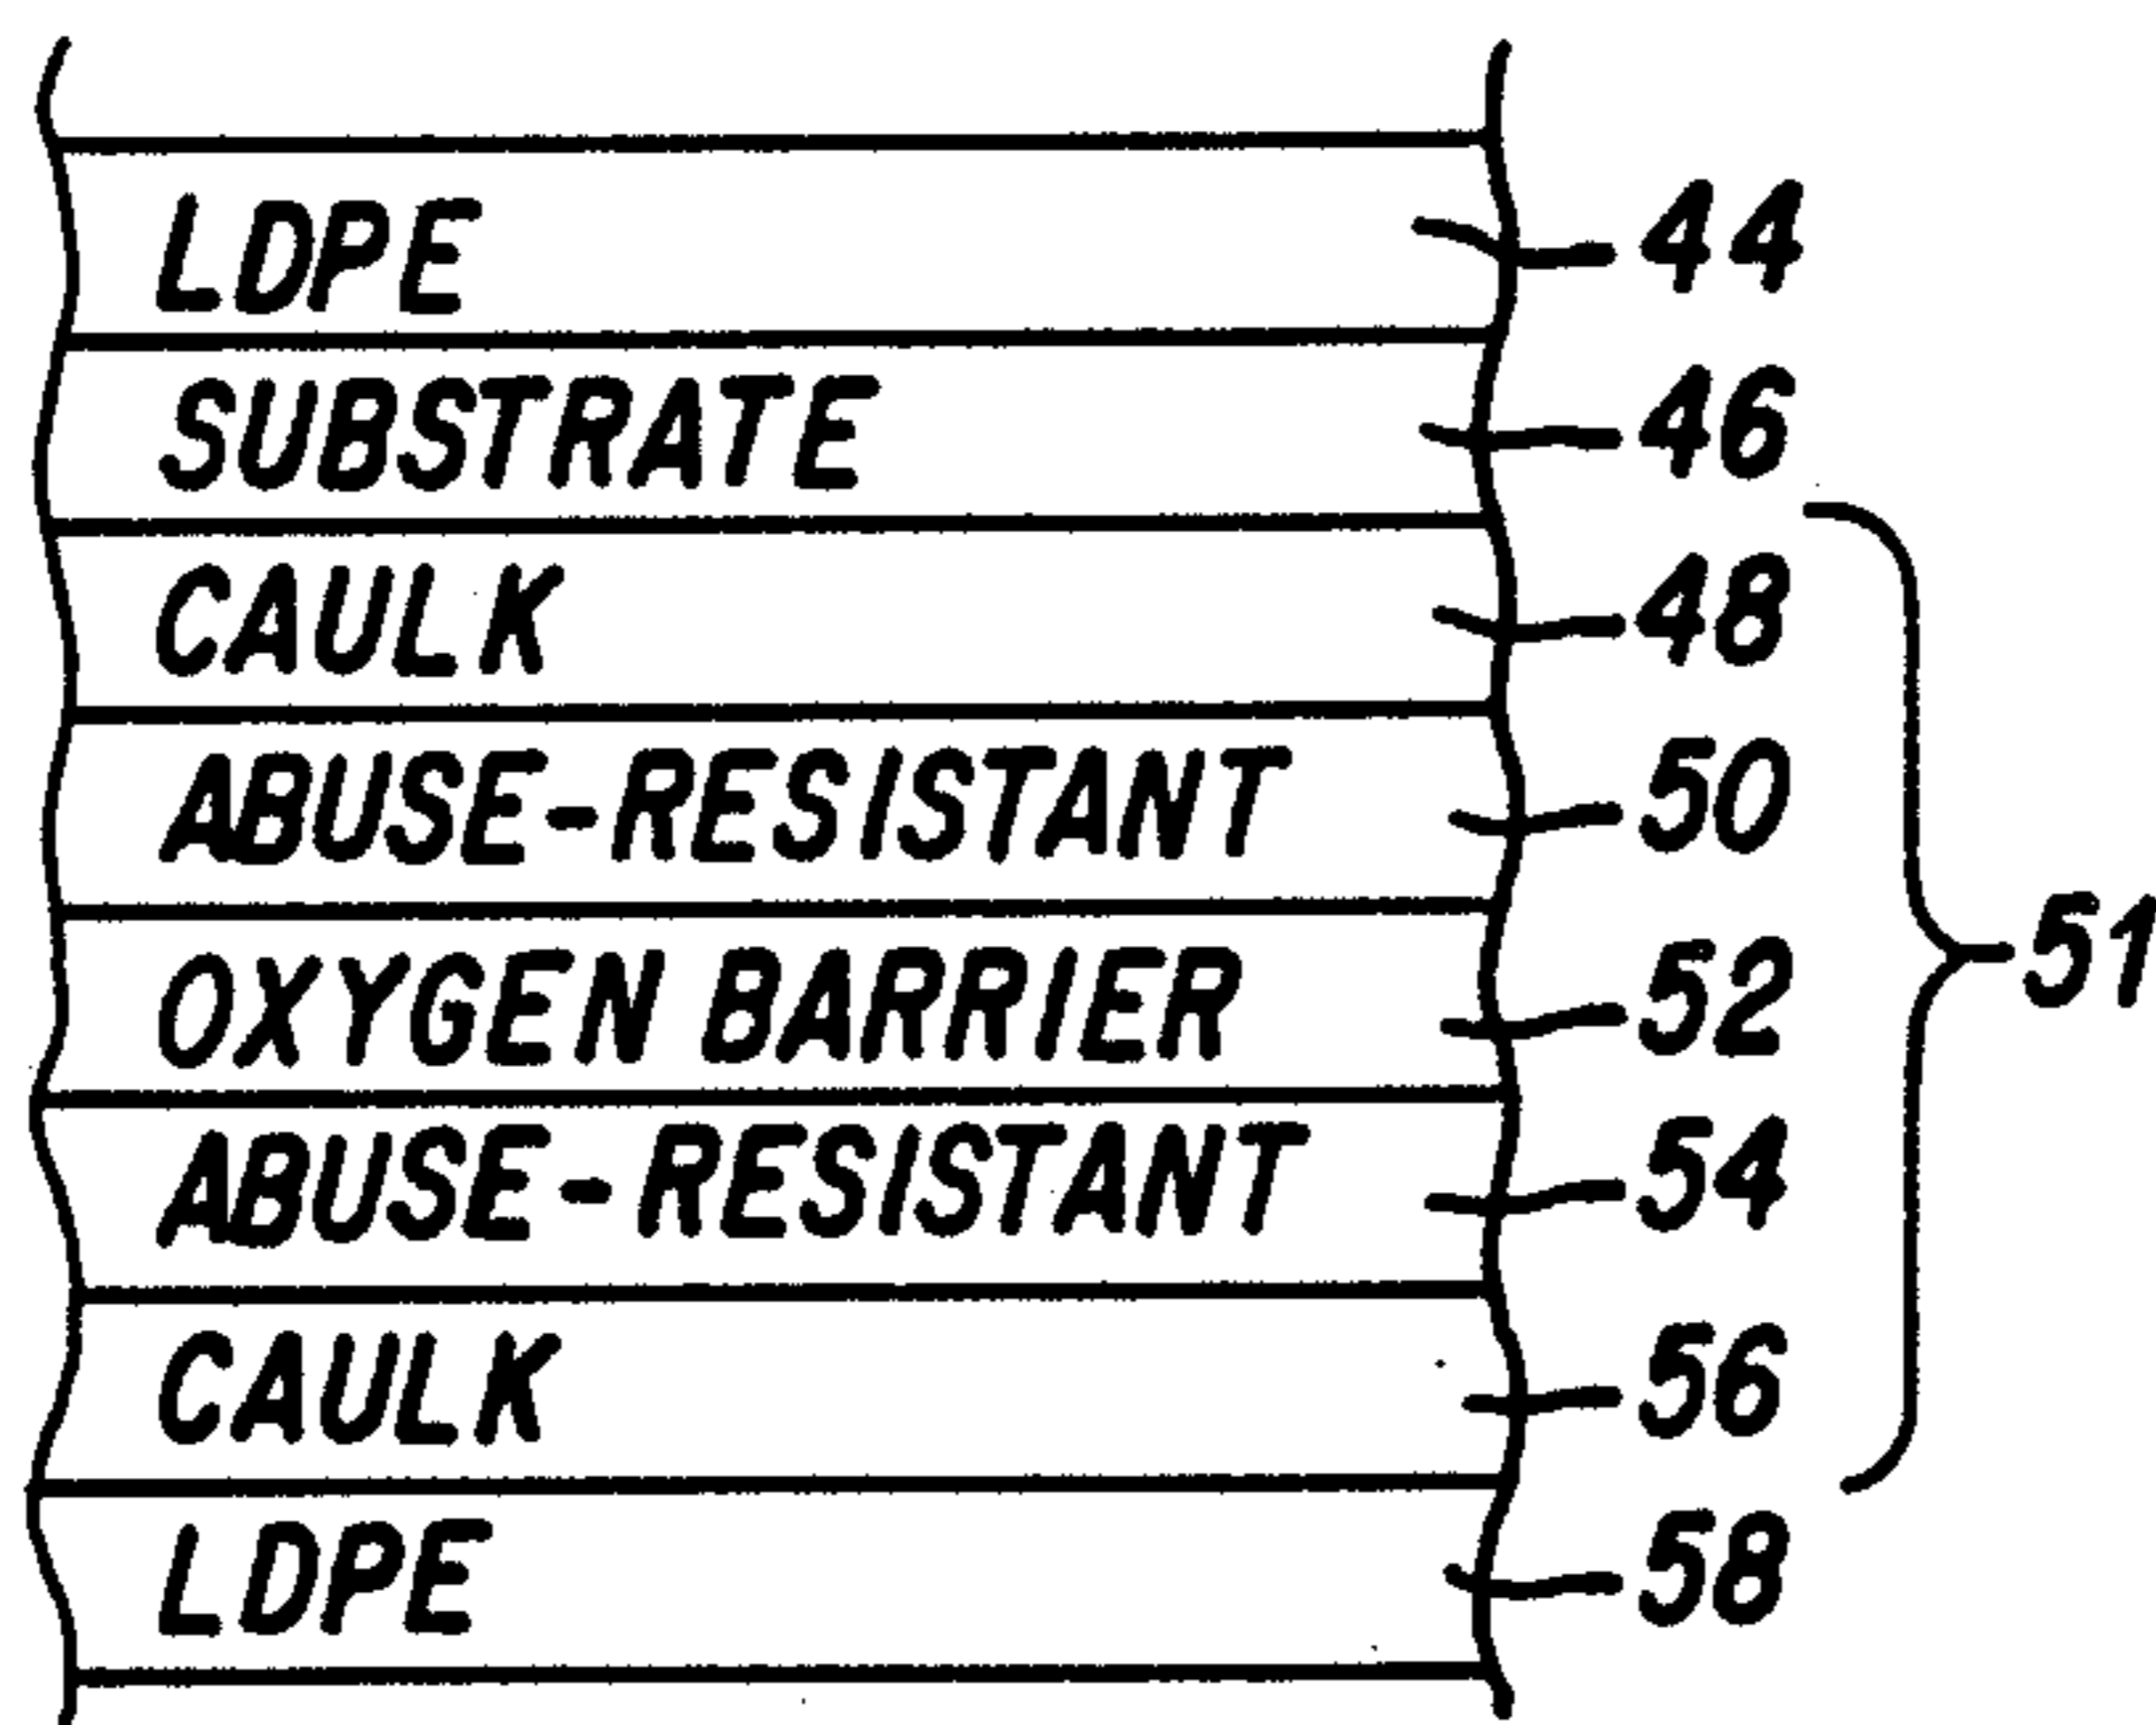 LDPE 44
SUBSTRATE 46
CAULK 48
ABUSE-RESISTANT 50
51
OXYGEN BARRIER 52
ABUSE-RESISTANT 54
CAULK 56
LDPE 58